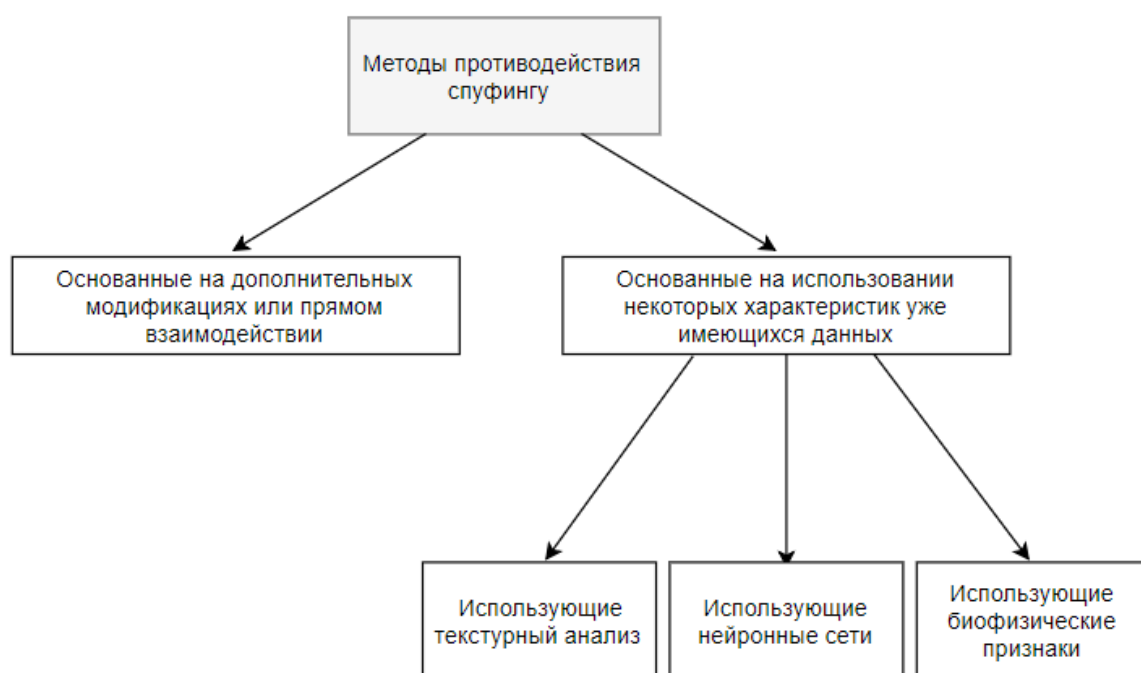 Методы противодействия
спуфингу
Основанные на дополнительных
модификациях или прямом
взаимодействии
Основанные на использовании
некоторых характеристик уже
имеющихся данных
Использующие
текстурный анализ
Использующие
нейронные сети
Использующие
биофизические
признаки